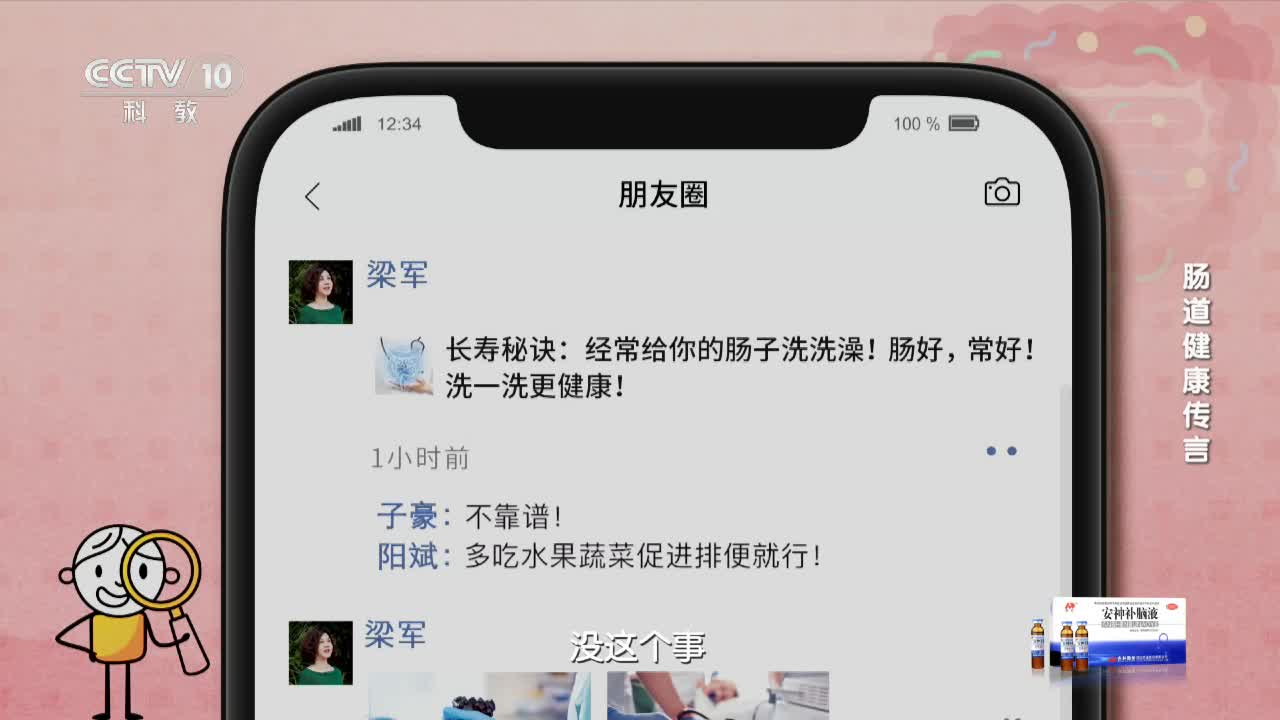 CCTV 10
科 教
12:34
100 %
朋友圈
梁军
长寿秘诀：经常给你的肠子洗洗澡！肠好，常好！
洗一洗更健康！
1小时前
子豪：不靠谱！
阳斌：多吃水果蔬菜促进排便就行！
梁军
没这个事
肠道健康传言
安神补脑液